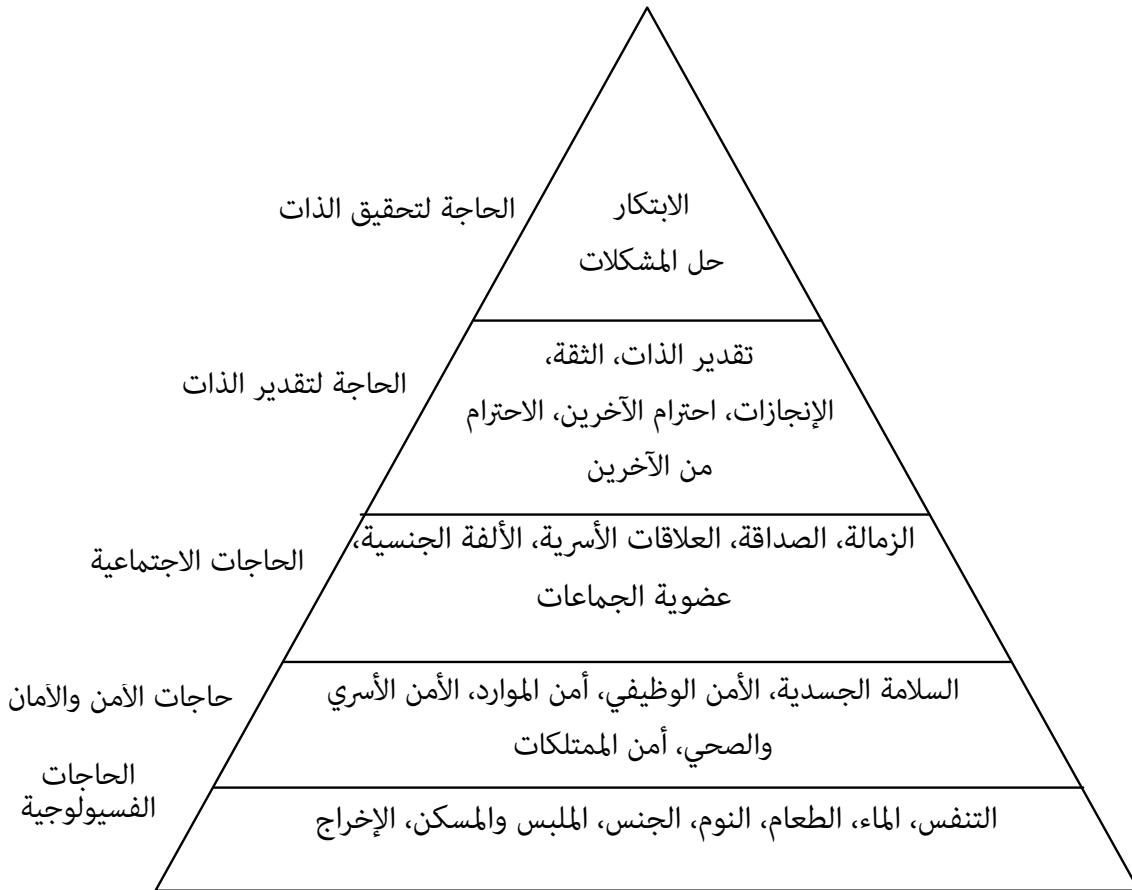 الابتكار
الحاجة لتحقيق الذات
حل المشكلات
تقدير الذات، الثقة،
الحاجة لتقدير الذات
الإنجازات، احترام الآخرين، الاحترام
من الآخرين
الزمالة، الصداقة، العلاقات الأسرية، الألفة الجنسية،
الحاجات الاجتماعية
عضوية الجماعات
السلامة الجسدية، الأمن الوظيفي، أمن الموارد، الأمن الأسري
حاجات الأمن والأمان
والصحي، أمن الممتلكات
الحاجات
الفسيولوجية
التنفس، الماء، الطعام، النوم، الجنس، الملبس والمسكن، الإخراج